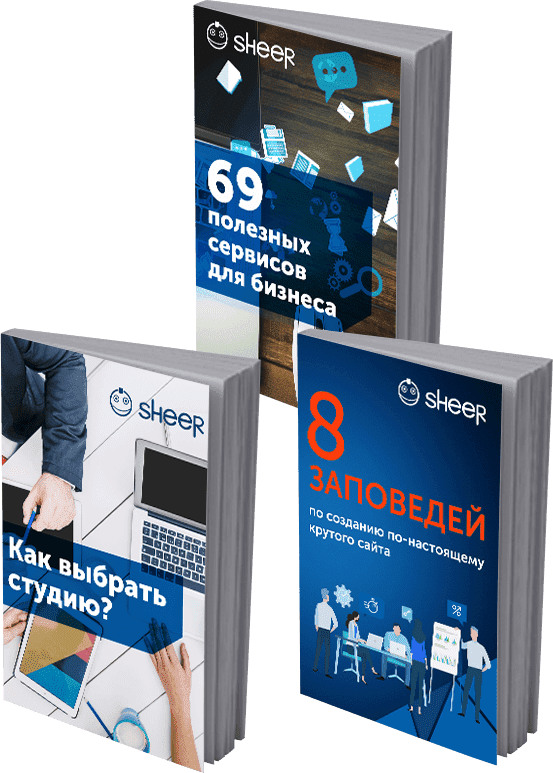 SHEER
69
полезных
сервисов
для бизнеса
SHEER
Как выбрать
студию?
SHEER
8
ЗАПОВЕДЕЙ
по созданию по-настоящему
крутого сайта